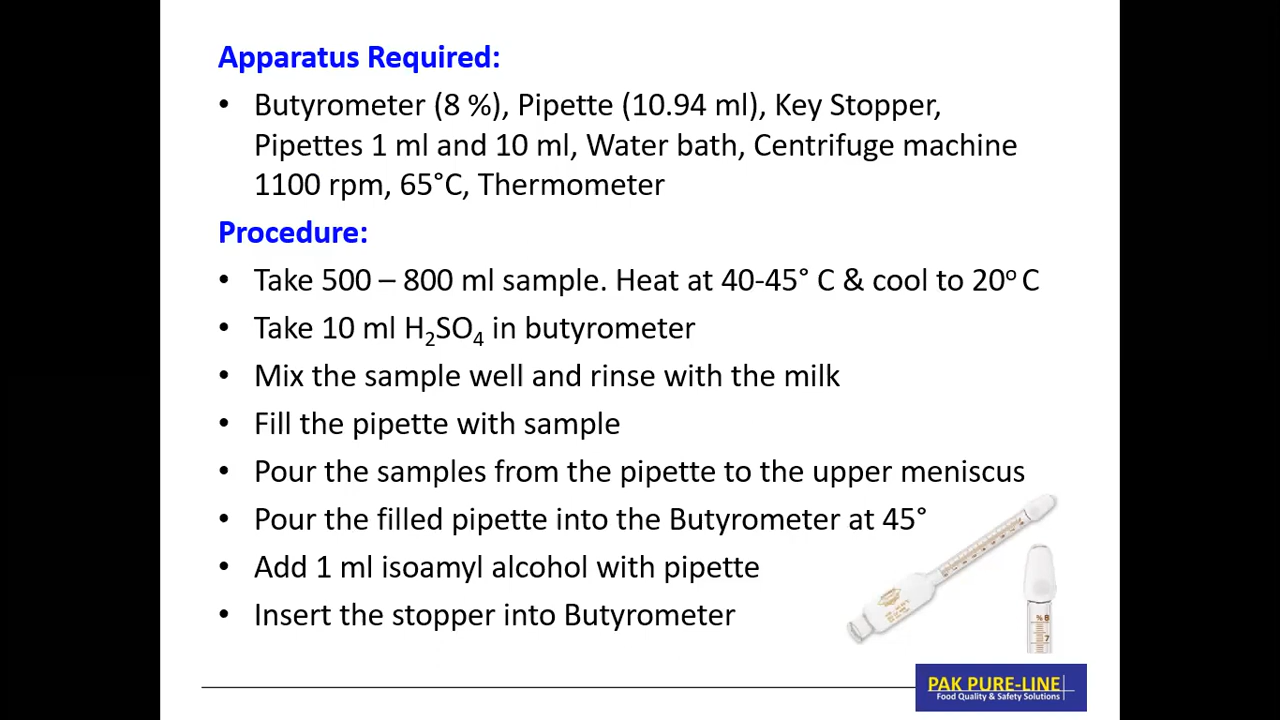 Apparatus Required:
• Butyrometer (8 %), Pipette (10.94 ml), Key Stopper,
Pipettes 1 ml and 10 ml, Water bath, Centrifuge machine
1100 rpm, 65°C, Thermometer
Procedure:
• Take 500 – 800 ml sample. Heat at 40-45° C & cool to 20° C
• Take 10 ml H₂SO₄ in butyrometer
• Mix the sample well and rinse with the milk
• Fill the pipette with sample
• Pour the samples from the pipette to the upper meniscus
• Pour the filled pipette into the Butyrometer at 45°
• Add 1 ml isoamyl alcohol with pipette
• Insert the stopper into Butyrometer
% 8
7
PAK PURE-LINE
Food Quality & Safety Solutions